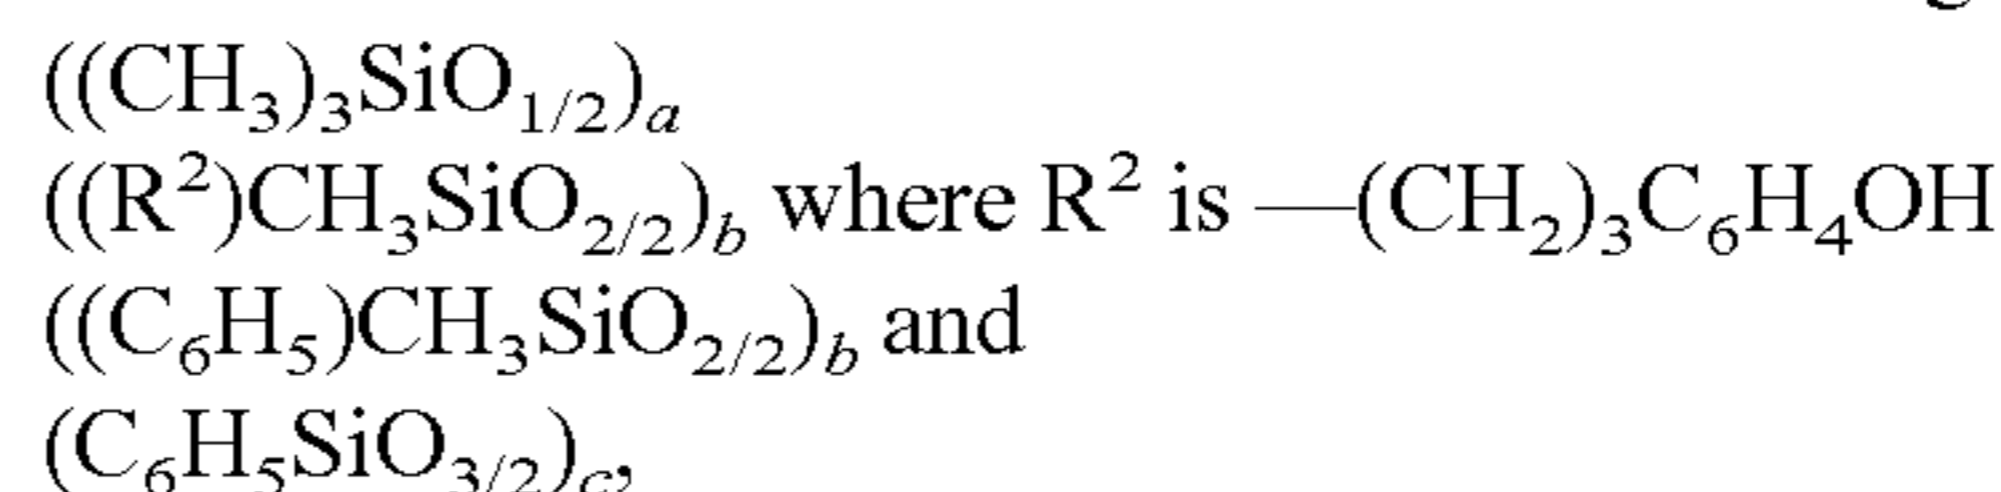 ((CH₃)₃SiO₁/₂)ₐ
((R²)CH₃SiO₂/₂)b where R² is —(CH₂)₃C₆H₄OH
((C₆H₅)CH₃SiO₂/₂)b and
(C₆H₅SiO₃/₂)c,